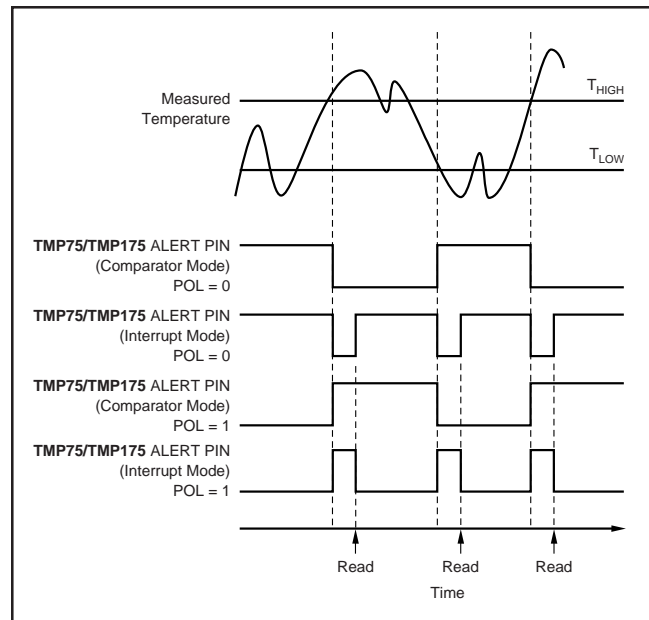 Measured
Temperature
THIGH
TLOW
TMP75/TMP175 ALERT PIN
(Comparator Mode)
POL = 0
TMP75/TMP175 ALERT PIN
(Interrupt Mode)
POL = 0
TMP75/TMP175 ALERT PIN
(Comparator Mode)
POL = 1
TMP75/TMP175 ALERT PIN
(Interrupt Mode)
POL = 1
Read Read Read
Time